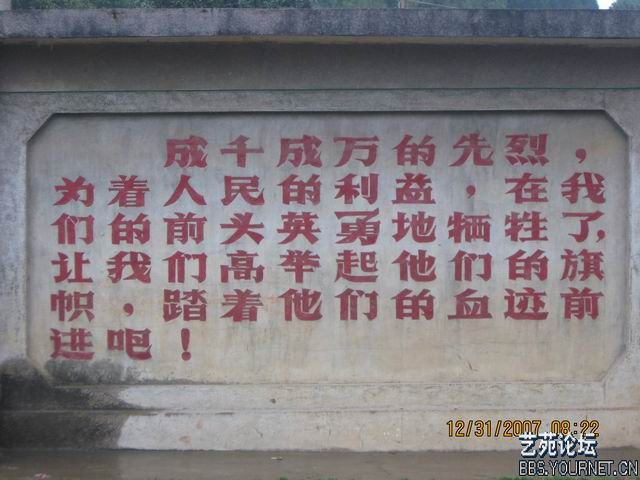 成千成万的先烈，
为着人民的利益，在我
们的前头英勇地牺牲了，
让我们高举起他们的旗
帜，踏着他们的血迹前
进吧！
12/31/2007 08:22
艺苑论坛
BBS.YOURNET.CN